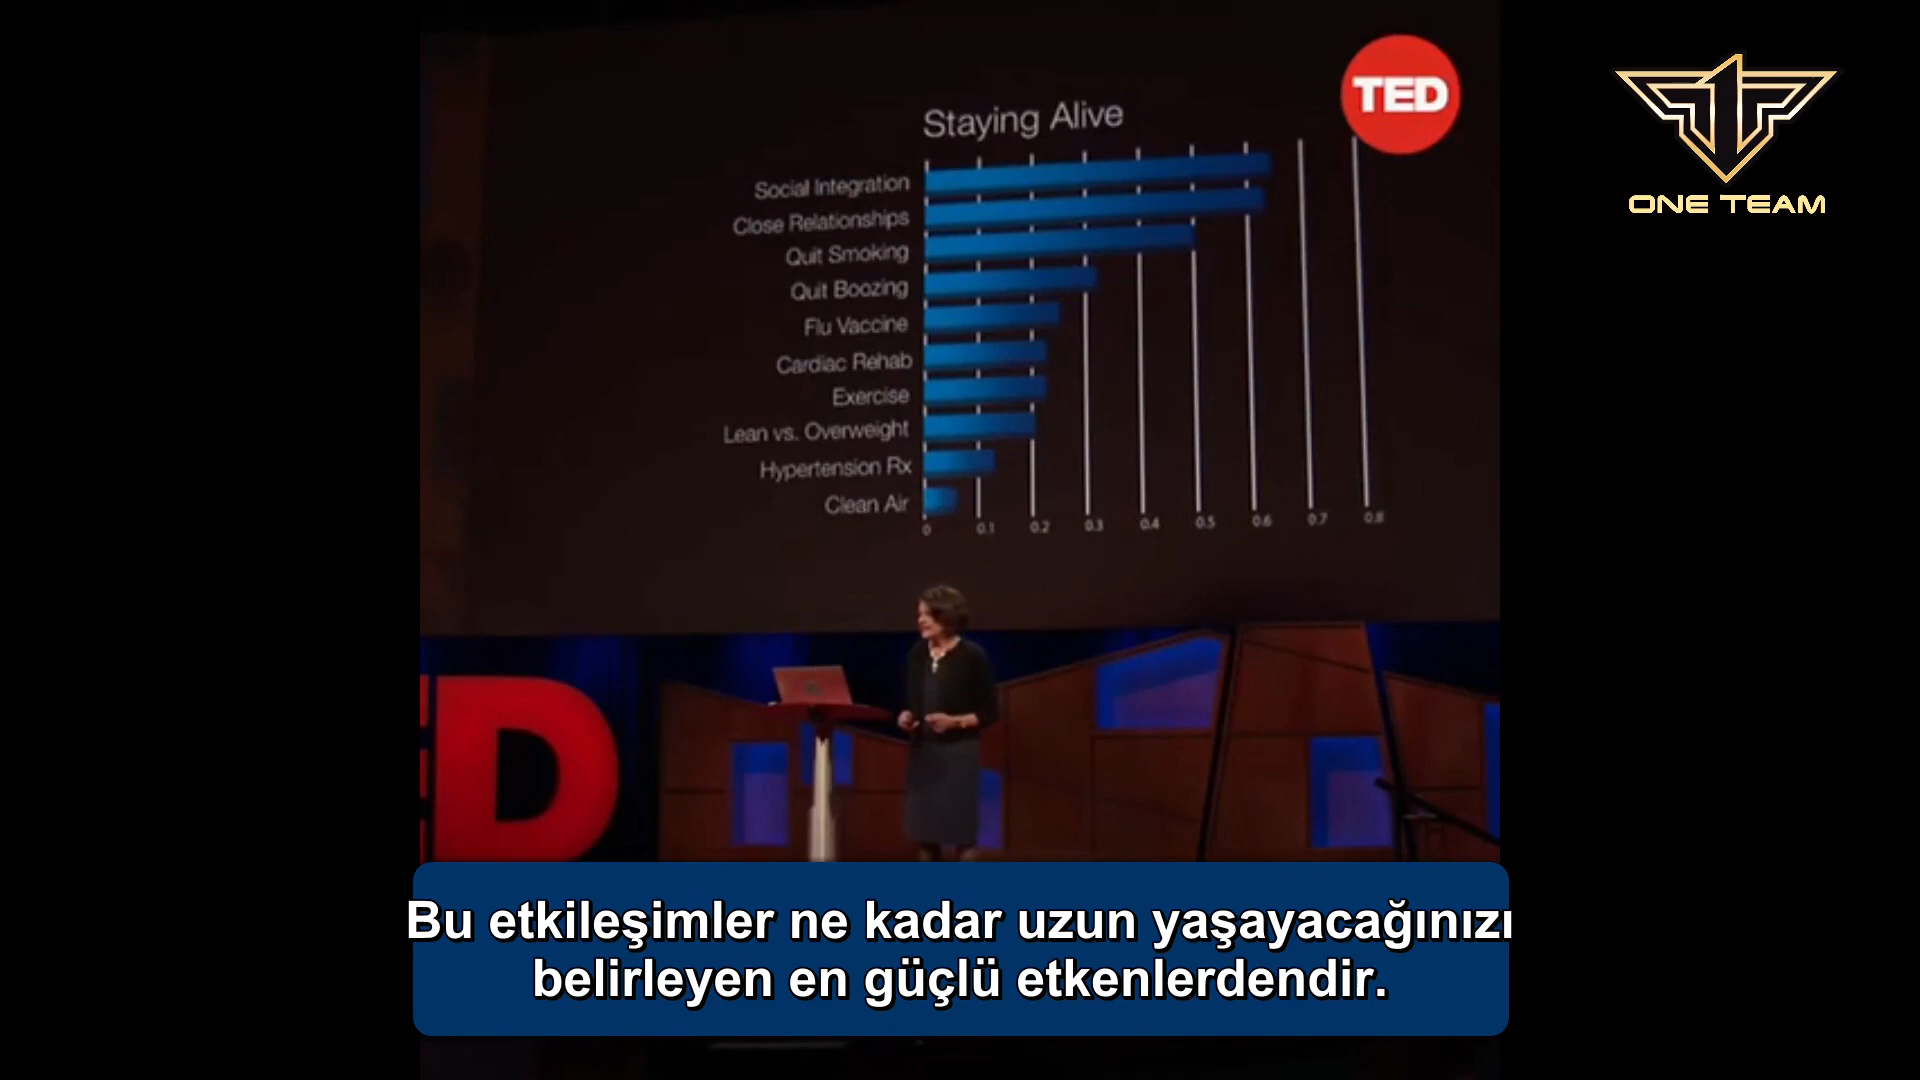 TED
ONE TEAM
Staying Alive
Social Integration
Close Relationships
Quit Smoking
Quit Boozing
Flu Vaccine
Cardiac Rehab
Exercise
Lean vs. Overweight
Hypertension Rx
Clean Air
0 0.1 0.2 0.3 0.4 0.5 0.6 0.7 0.8
ED
Bu etkileşimler ne kadar uzun yaşayacağınızı
belirleyen en güçlü etkenlerdendir.